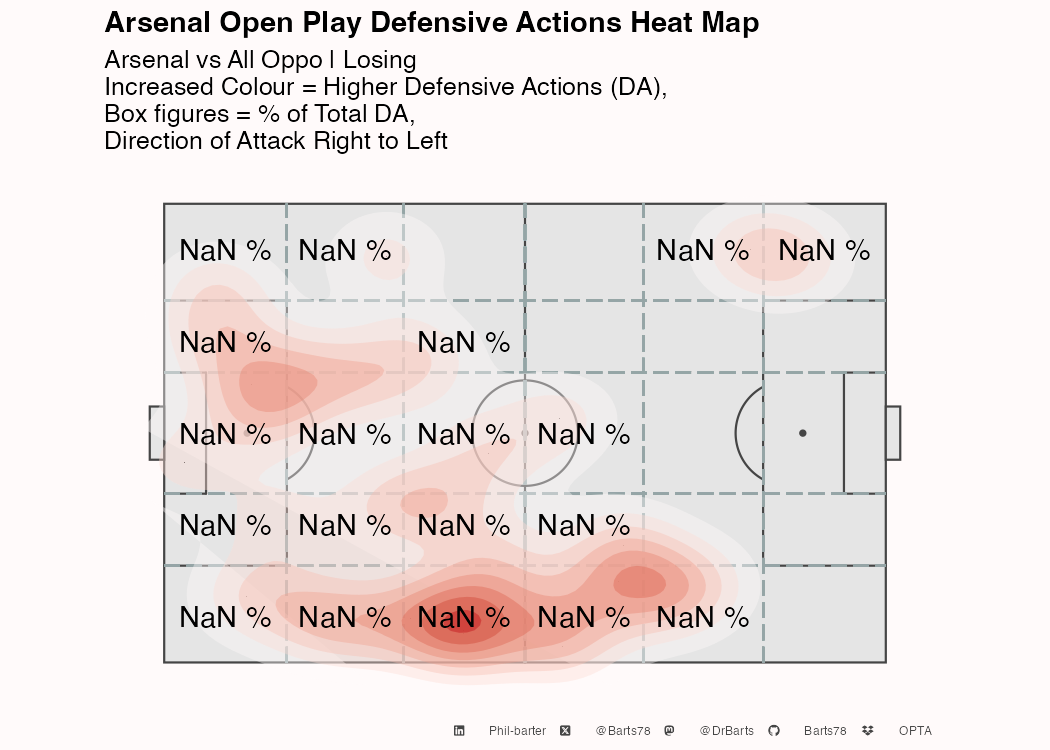 Arsenal Open Play Defensive Actions Heat Map
Arsenal vs All Oppo | Losing
Increased Colour = Higher Defensive Actions (DA),
Box figures = % of Total DA,
Direction of Attack Right to Left
NaN % NaN % NaN % NaN %
NaN % NaN %
NaN % NaN % NaN % NaN %
NaN % NaN % NaN % NaN %
NaN % NaN % NaN % NaN % NaN %
Phil-barter @Barts78 @DrBarts Barts78 OPTA